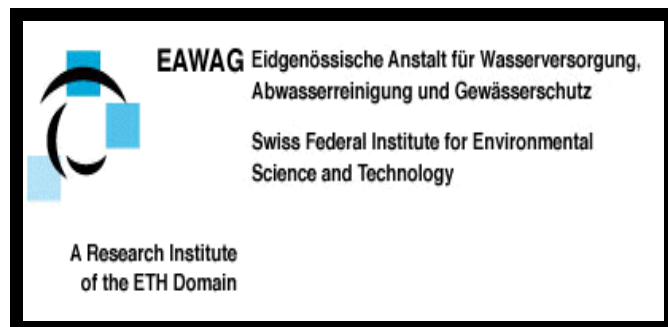 EAWAG Eidgenössische Anstalt für Wasserversorgung,
Abwasserreinigung und Gewässerschutz
Swiss Federal Institute for Environmental
Science and Technology
A Research Institute
of the ETH Domain